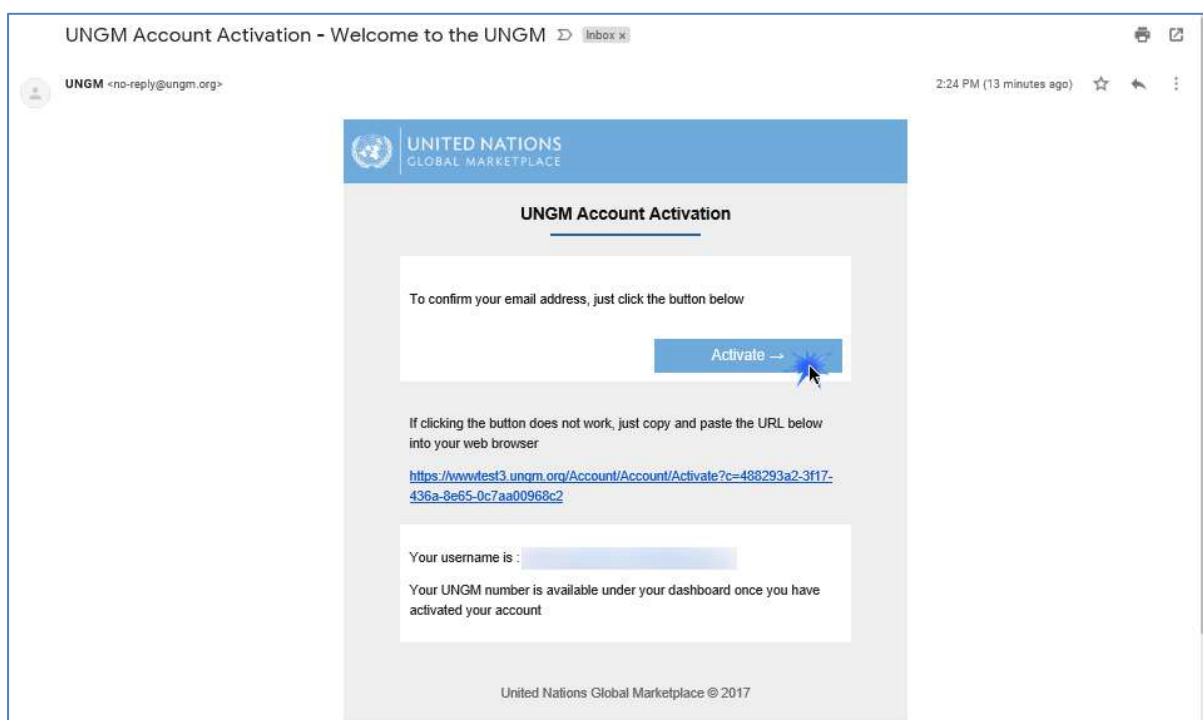 UNGM Account Activation - Welcome to the UNGM Inbox x
UNGM <no-reply@ungm.org> 2:24 PM (13 minutes ago)
UNITED NATIONS
GLOBAL MARKETPLACE
UNGM Account Activation
To confirm your email address, just click the button below
Activate →
If clicking the button does not work, just copy and paste the URL below
into your web browser
https://wwwtest3.ungm.org/Account/Account/Activate?c=488293a2-3f17-
436a-8e65-0c7aa00968c2
Your username is :
Your UNGM number is available under your dashboard once you have
activated your account
United Nations Global Marketplace © 2017